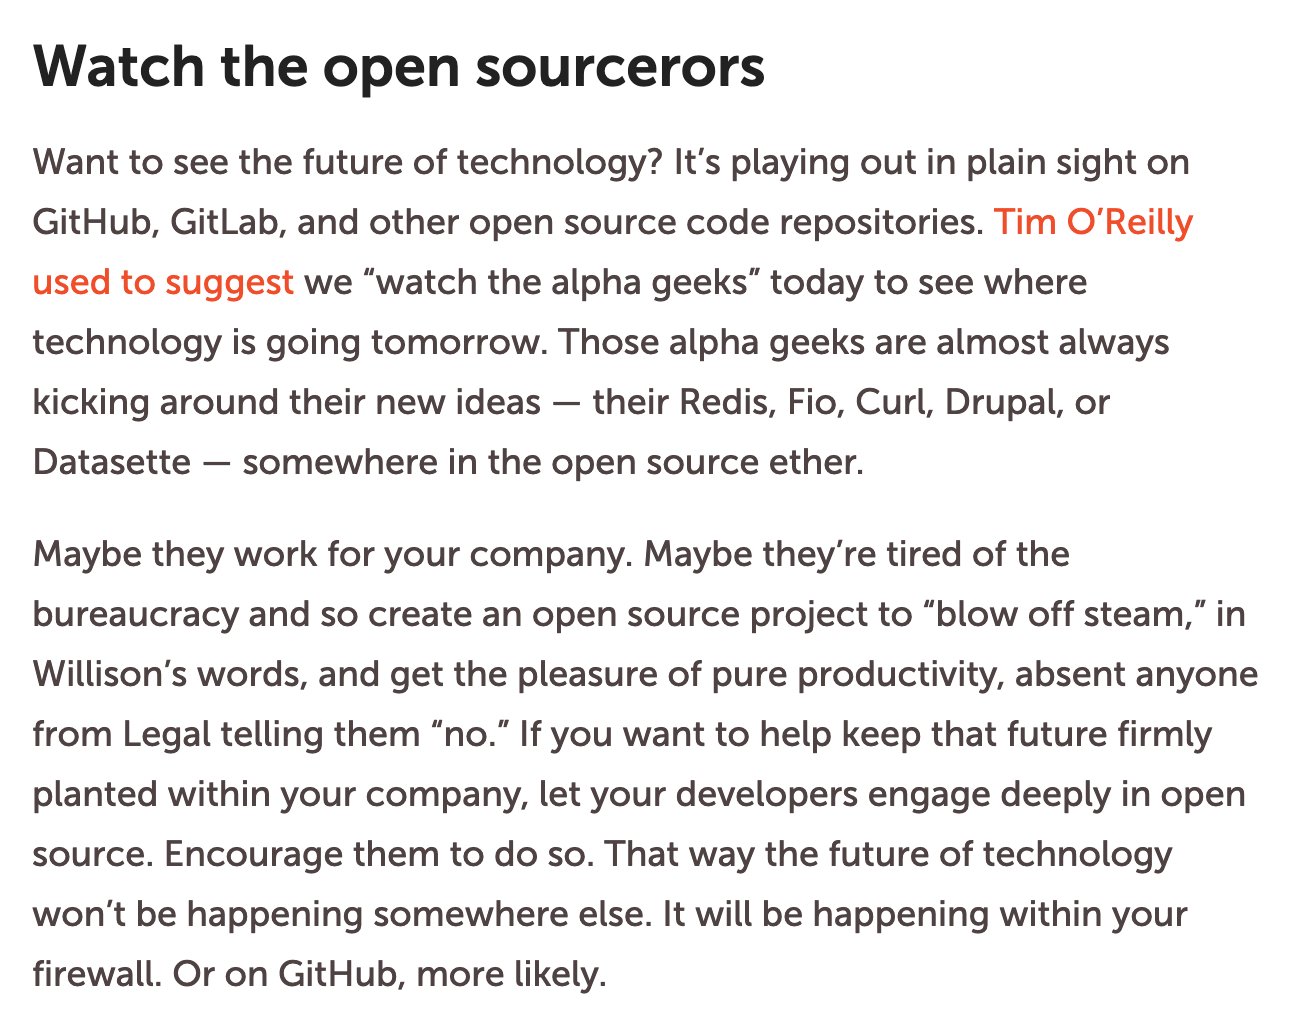 Watch the open sourcerors
Want to see the future of technology? It’s playing out in plain sight on
GitHub, GitLab, and other open source code repositories. Tim O’Reilly
used to suggest we “watch the alpha geeks” today to see where
technology is going tomorrow. Those alpha geeks are almost always
kicking around their new ideas — their Redis, Fio, Curl, Drupal, or
Datasette — somewhere in the open source ether.
Maybe they work for your company. Maybe they’re tired of the
bureaucracy and so create an open source project to “blow off steam,” in
Willison’s words, and get the pleasure of pure productivity, absent anyone
from Legal telling them “no.” If you want to help keep that future firmly
planted within your company, let your developers engage deeply in open
source. Encourage them to do so. That way the future of technology
won’t be happening somewhere else. It will be happening within your
firewall. Or on GitHub, more likely.